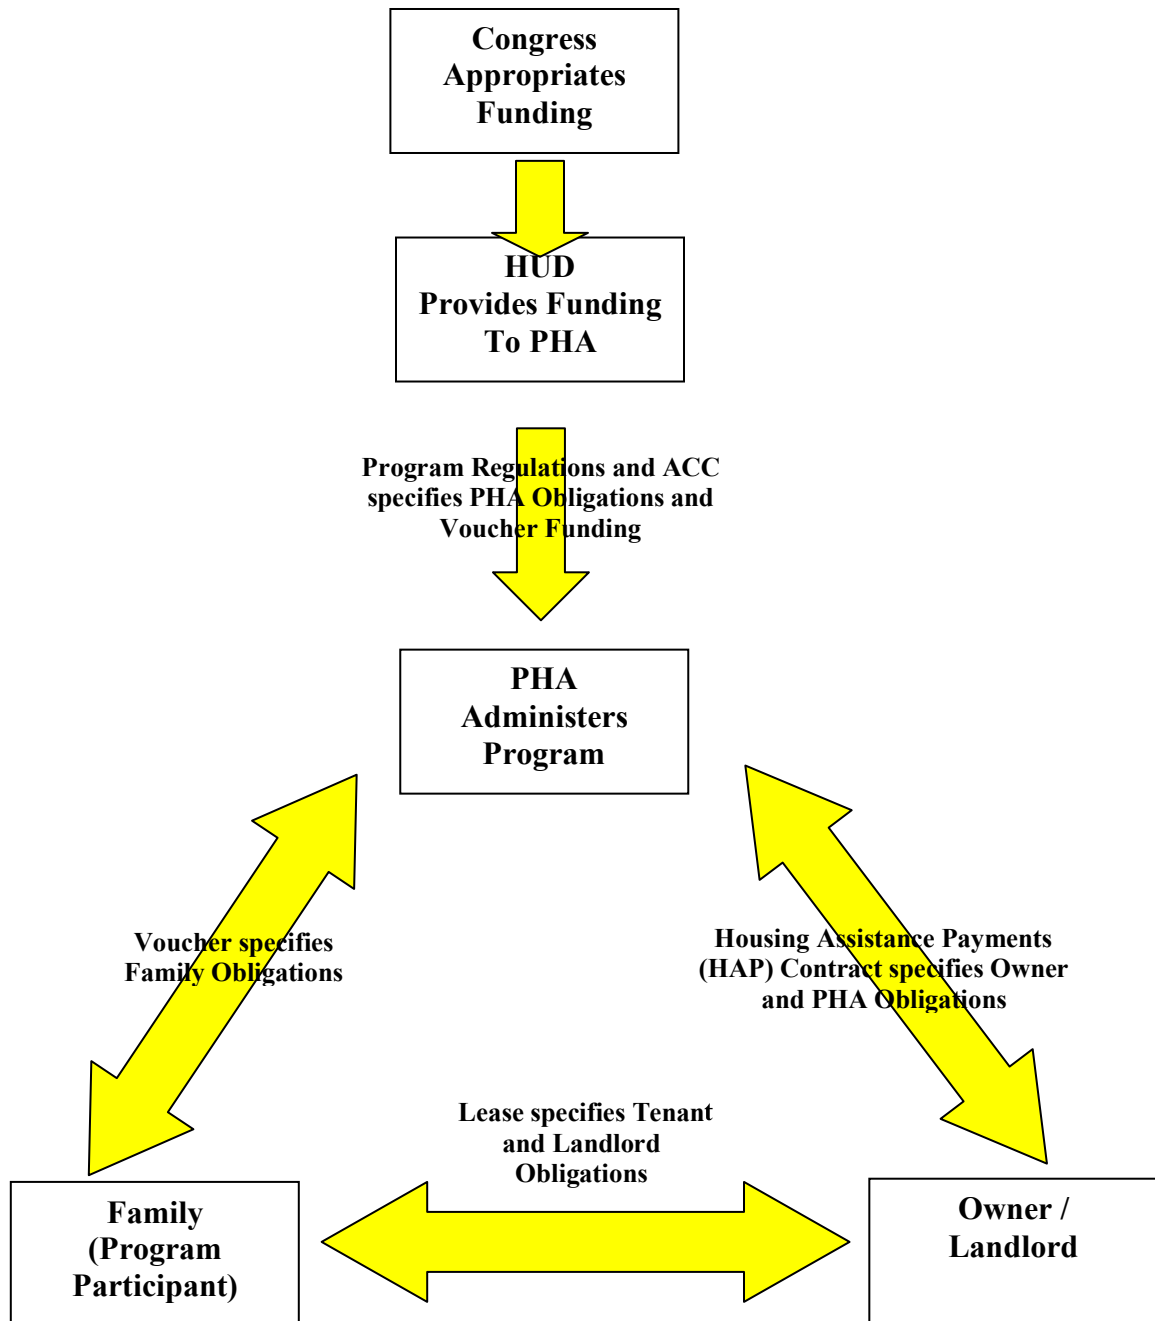 Congress
Appropriates
Funding
HUD
Provides Funding
To PHA
Program Regulations and ACC
specifies PHA Obligations and
Voucher Funding
PHA
Administers
Program
Voucher specifies
Family Obligations
Housing Assistance Payments
(HAP) Contract specifies Owner
and PHA Obligations
Lease specifies Tenant
and Landlord
Obligations
Family
(Program
Participant)
Owner /
Landlord